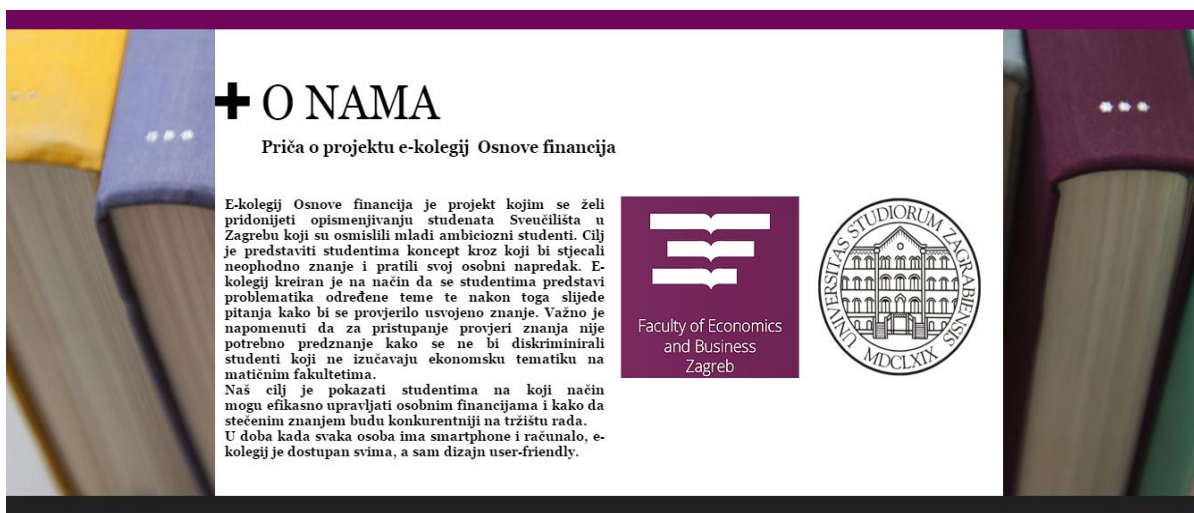 + O NAMA
Priča o projektu e-kolegij Osnove financija
E-kolegij Osnove financija je projekt kojim se želi
pridonijeti opismenjivanju studenata Sveučilišta u
Zagrebu koji su osmislili mladi ambiciozni studenti. Cilj
je predstaviti studentima koncept kroz koji bi stjecali
neophodno znanje i pratili svoj osobni napredak. E-
kolegij kreiran je na način da se studentima predstavi
problematika određene teme te nakon toga slijede
pitanja kako bi se provjerilo usvojeno znanje. Važno je
napomenuti da za pristupanje provjeri znanja nije
potrebno predznanje kako se ne bi diskriminirali
studenti koji ne izučavaju ekonomsku tematiku na
matičnim fakultetima.
Naš cilj je pokazati studentima na koji način
mogu efikasno upravljati osobnim financijama i kako da
stečenim znanjem budu konkurentniji na tržištu rada.
U doba kada svaka osoba ima smartphone i računalo, e-
kolegij je dostupan svima, a sam dizajn user-friendly.
Faculty of Economics
and Business
Zagreb
UNIVERSITAS STUDIORUM ZAGRABIENSIS
MDCLXIX